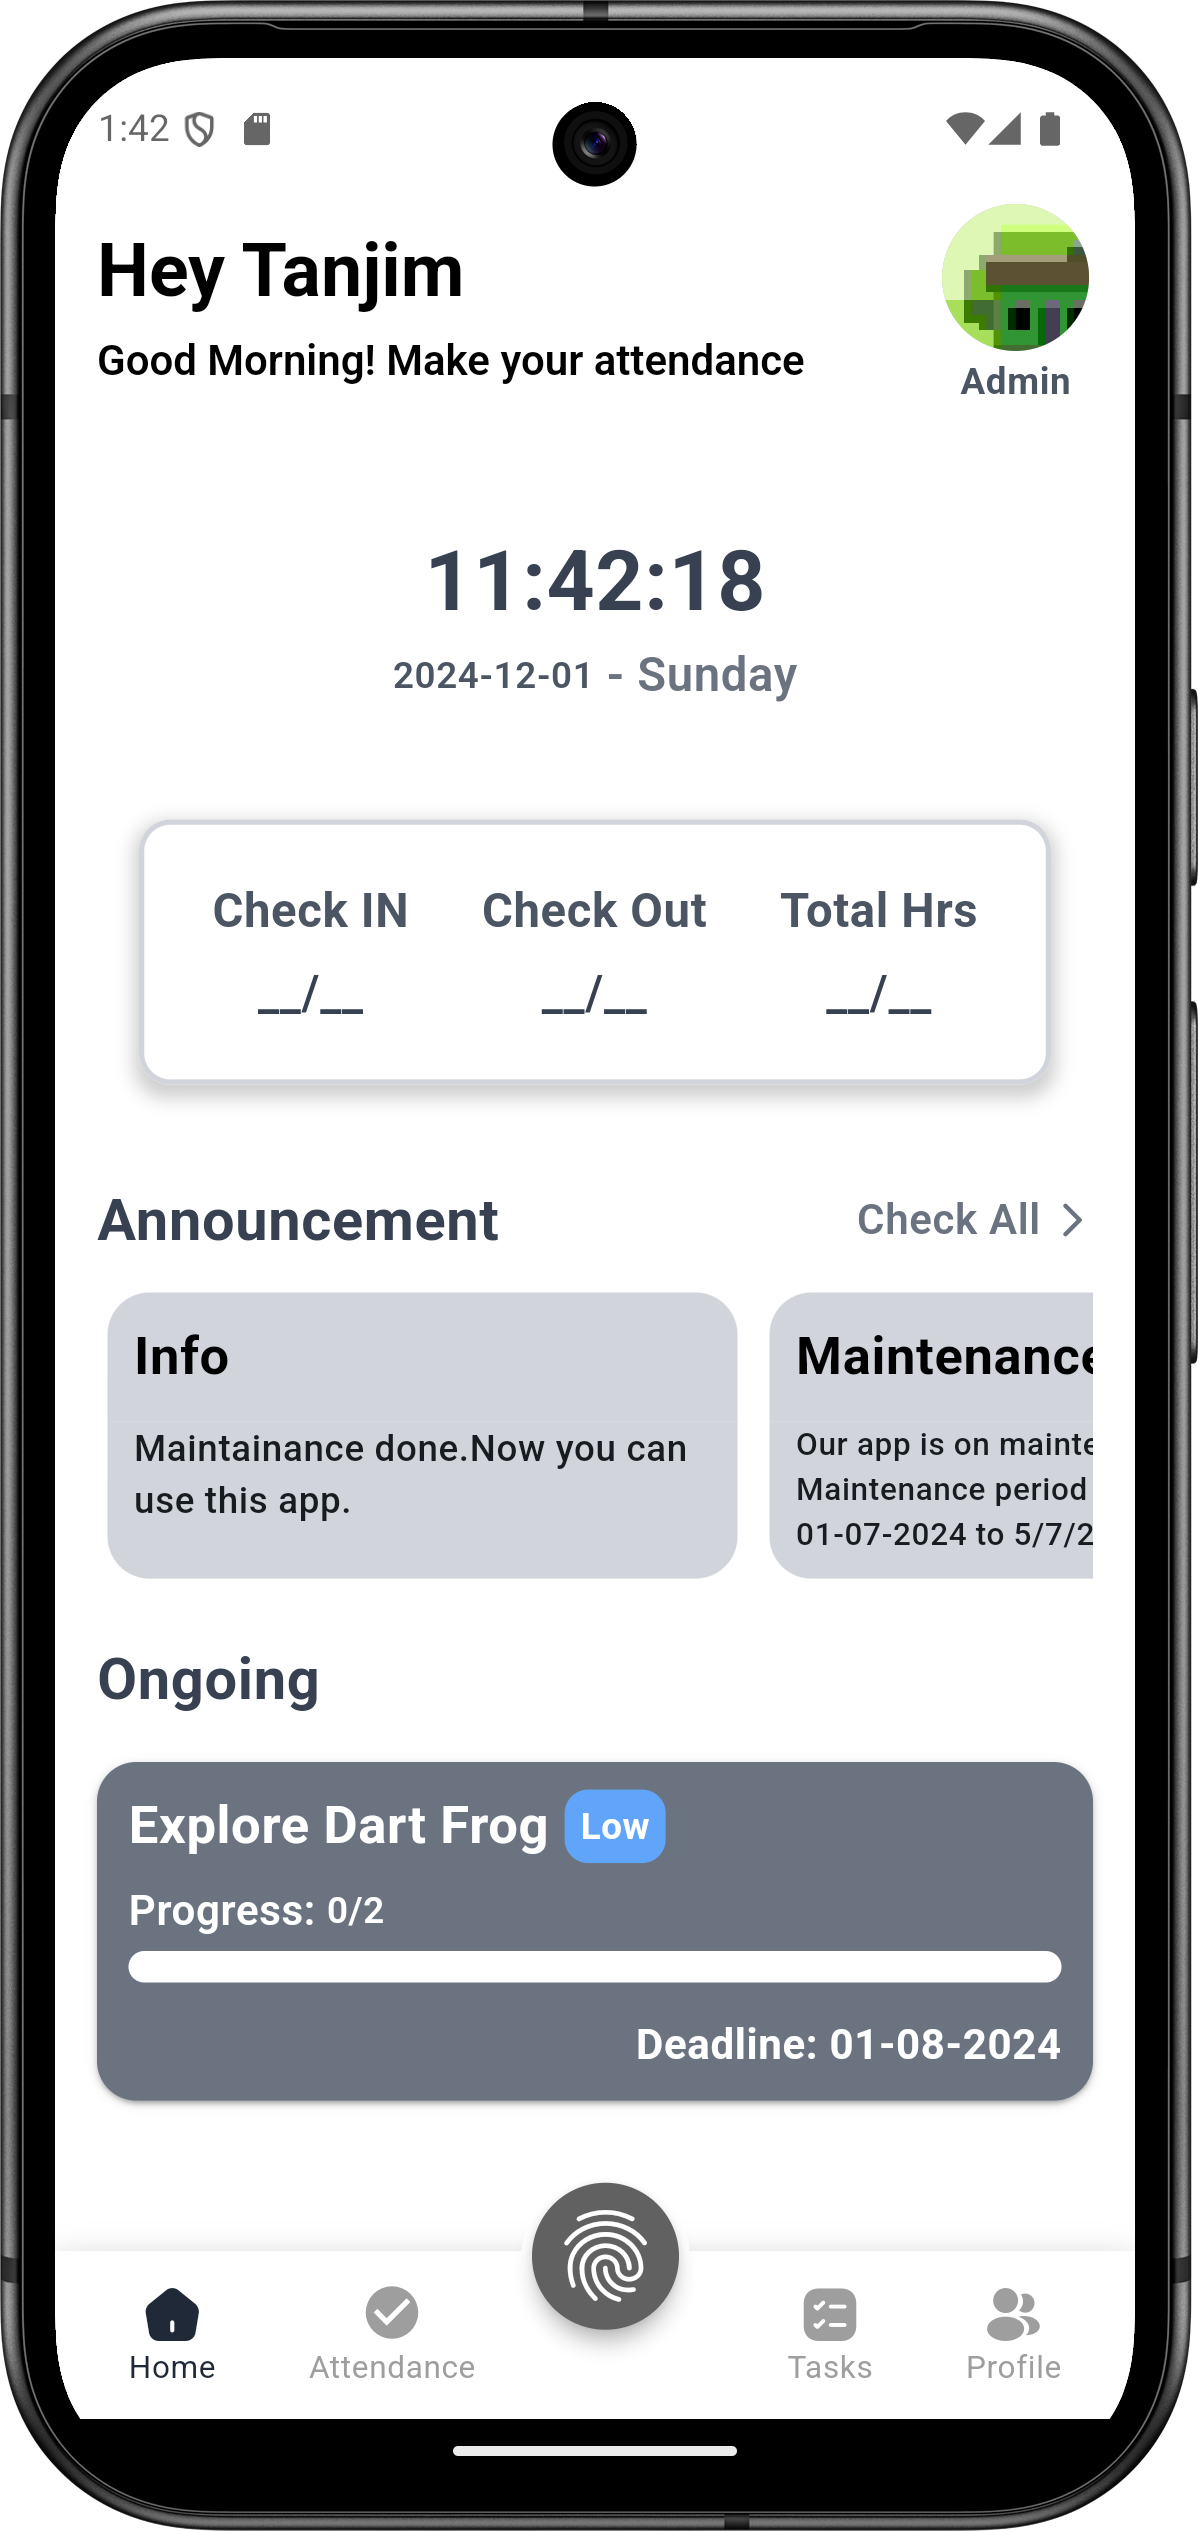 1:42
Hey Tanjim
Good Morning! Make your attendance
Admin
11:42:18
2024-12-01 - Sunday
Check IN Check Out Total Hrs
__/__ __/__ __/__
Announcement Check All
Info
Maintainance done.Now you can
use this app.
Maintenance
Our app is on mainte
Maintenance period
01-07-2024 to 5/7/2
Ongoing
Explore Dart Frog Low
Progress: 0/2
Deadline: 01-08-2024
Home Attendance Tasks Profile